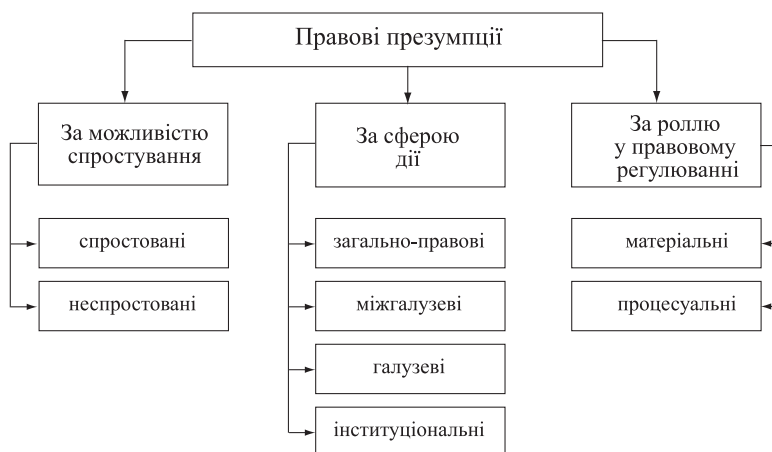 Правові презумпції
За можливістю
спростування
спростовані
неспростовані
За сферою
дії
загально-правові
міжгалузеві
галузеві
інституціональні
За роллю
у правовому
регулюванні
матеріальні
процесуальні